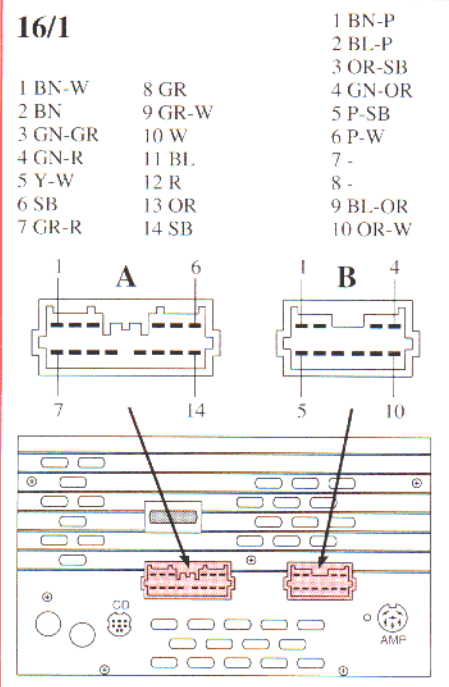 16/1
1 BN-W
2 BN
3 GN-GR
4 GN-R
5 Y-W
6 SB
7 GR-R
8 GR
9 GR-W
10 W
11 BL
12 R
13 OR
14 SB
1 BN-P
2 BL-P
3 OR-SB
4 GN-OR
5 P-SB
6 P-W
7 -
8 -
9 BL-OR
10 OR-W
1 A 6
7 14
1 B 4
5 10
CD
AMP